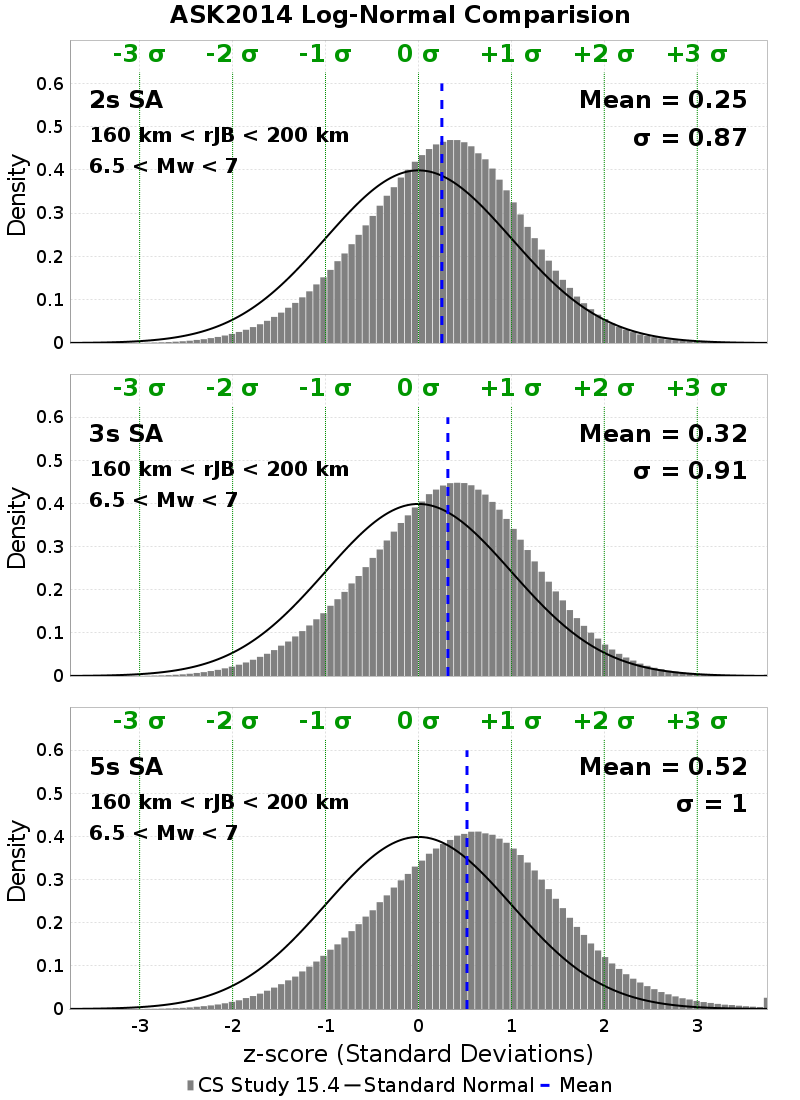 ASK2014 Log-Normal Comparision
-3 σ -2 σ -1 σ 0 σ +1 σ +2 σ +3 σ
2s SA
160 km < rJB < 200 km
6.5 < Mw < 7
Mean = 0.25
σ = 0.87
Density
0.6
0.5
0.4
0.3
0.2
0.1
0
-3 σ -2 σ -1 σ 0 σ +1 σ +2 σ +3 σ
3s SA
160 km < rJB < 200 km
6.5 < Mw < 7
Mean = 0.32
σ = 0.91
Density
0.6
0.5
0.4
0.3
0.2
0.1
0
-3 σ -2 σ -1 σ 0 σ +1 σ +2 σ +3 σ
5s SA
160 km < rJB < 200 km
6.5 < Mw < 7
Mean = 0.52
σ = 1
Density
0.6
0.5
0.4
0.3
0.2
0.1
0
-3 -2 -1 0 1 2 3
z-score (Standard Deviations)
CS Study 15.4 Standard Normal Mean